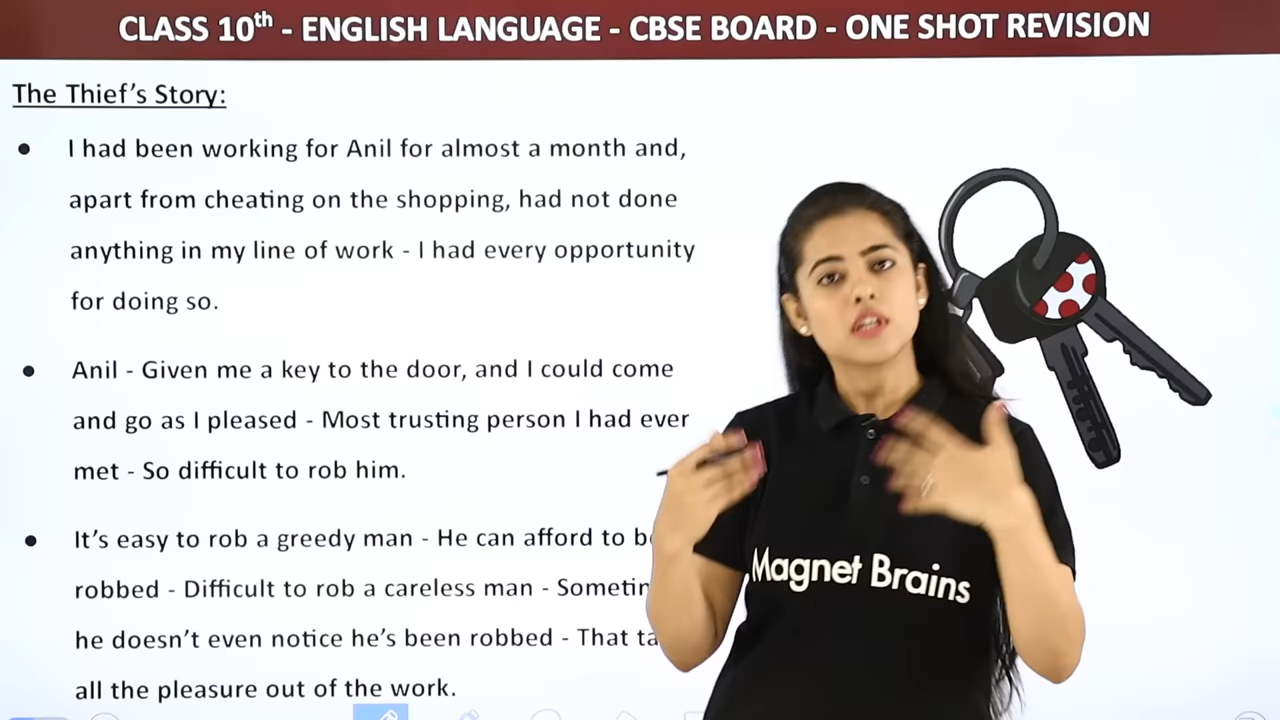 CLASS 10th - ENGLISH LANGUAGE - CBSE BOARD - ONE SHOT REVISION
The Thief's Story:
● I had been working for Anil for almost a month and,
apart from cheating on the shopping, had not done
anything in my line of work - I had every opportunity
for doing so.
● Anil - Given me a key to the door, and I could come
and go as I pleased - Most trusting person I had ever
met - So difficult to rob him.
● It's easy to rob a greedy man - He can afford to
robbed - Difficult to rob a careless man -
he doesn't even notice he's been robbed - That
all the pleasure out of the work.
Magnet Brains